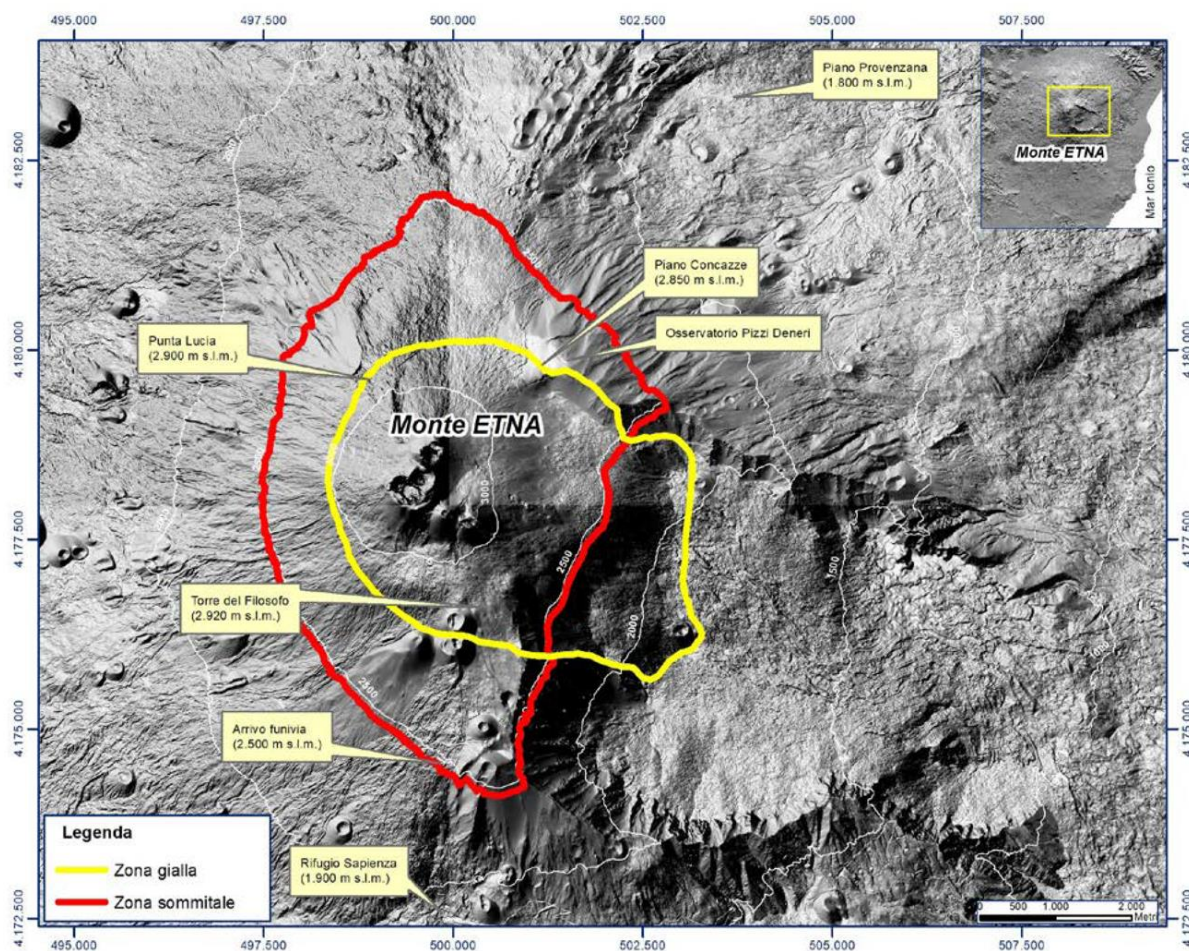 495.000
497.500
500.000
502.500
505.000
507.500
4.182.500
4.180.000
4.177.500
4.175.000
4.172.500
4.182.500
4.180.000
4.177.500
4.175.000
4.172.500
Piano Provenzana
(1.800 m s.l.m.)
Monte ETNA
Mar Ionio
Piano Concazze
(2.850 m s.l.m.)
Osservatorio Pizzi Deneri
Punta Lucia
(2.900 m s.l.m.)
Monte ETNA
3000
2500
2000
1500
Torre del Filosofo
(2.920 m s.l.m.)
2500
Arrivo funivia
(2.500 m s.l.m.)
Rifugio Sapienza
(1.900 m s.l.m.)
Legenda
Zona gialla
Zona sommitale
0
500
1.000
2.000
Metri
495.000
497.500
500.000
502.500
505.000
507.500